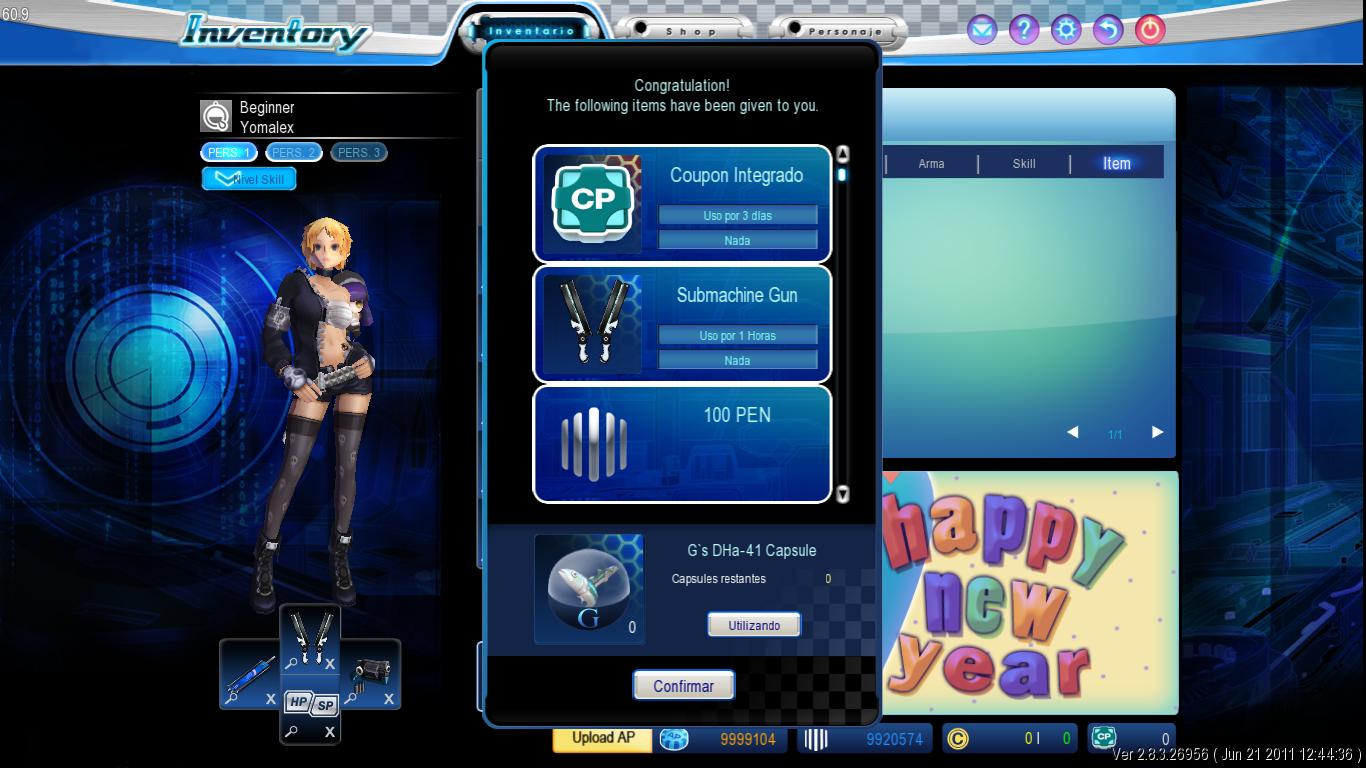 60.9
Inventory
Inventario
Shop
Personaje
Beginner
Yomalex
PERS. 1
PERS. 2
PERS. 3
Nivel Skill
Congratulation!
The following items have been given to you.
CP
Coupon Integrado
Uso por 3 días
Nada
Submachine Gun
Uso por 1 Horas
Nada
100 PEN
G`s DHa-41 Capsule
Capsules restantes 0
G 0
Utilizando
Confirmar
Arma | Skill | Item
1/1
happy
new
year
X
X
X
HP SP
X
Upload AP
AP 9999104
9920574
C 0 | 0
CP 0
Ver 2.8.3.26956 ( Jun 21 2011 12:44:36 )